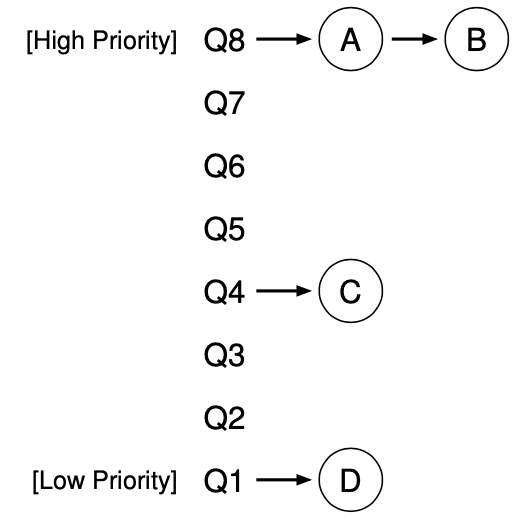 [High Priority] Q8 A B
Q7
Q6
Q5
Q4 C
Q3
Q2
[Low Priority] Q1 D